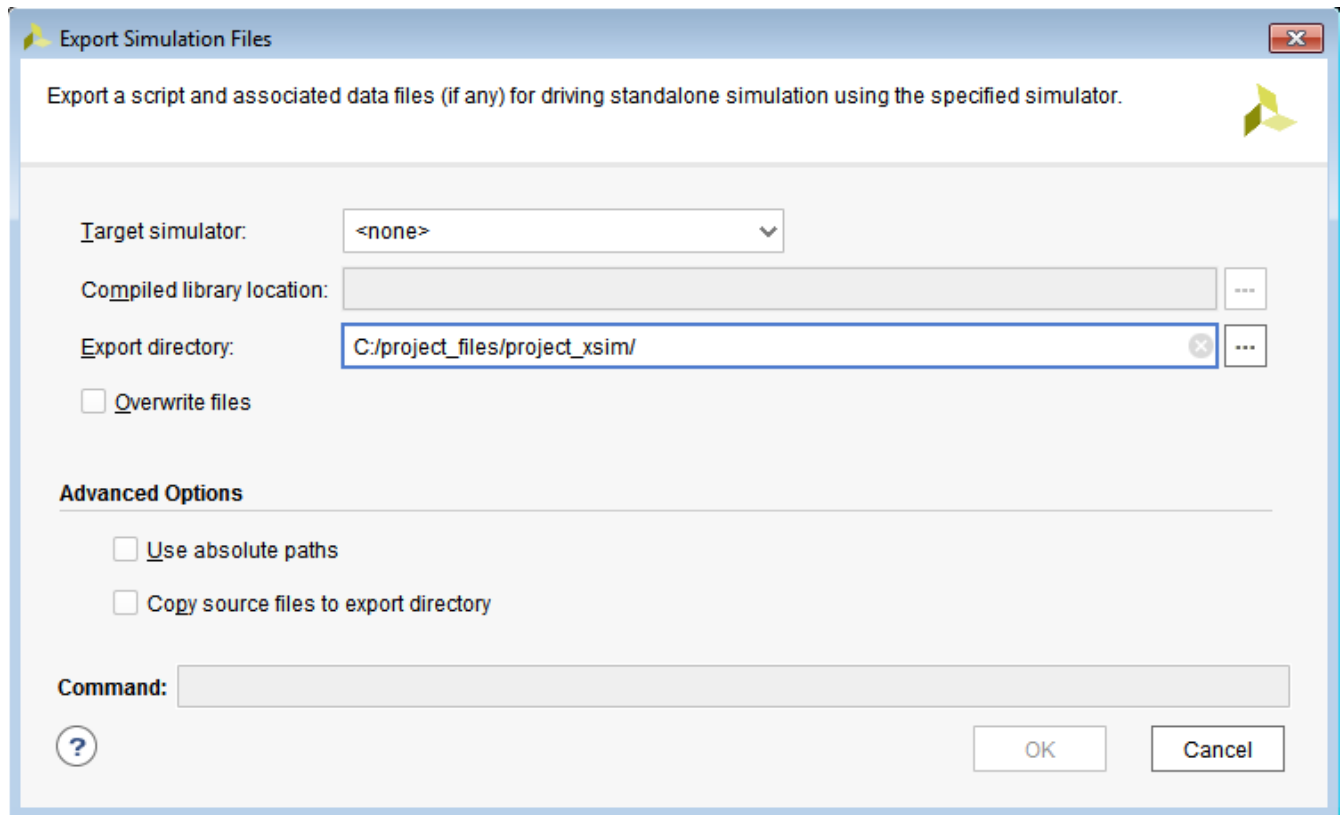 Export Simulation Files
Export a script and associated data files (if any) for driving standalone simulation using the specified simulator.
Target simulator: <none>
Compiled library location: ...
Export directory: C:/project_files/project_xsim/ ...
Overwrite files
Advanced Options
Use absolute paths
Copy source files to export directory
Command:
? OK Cancel